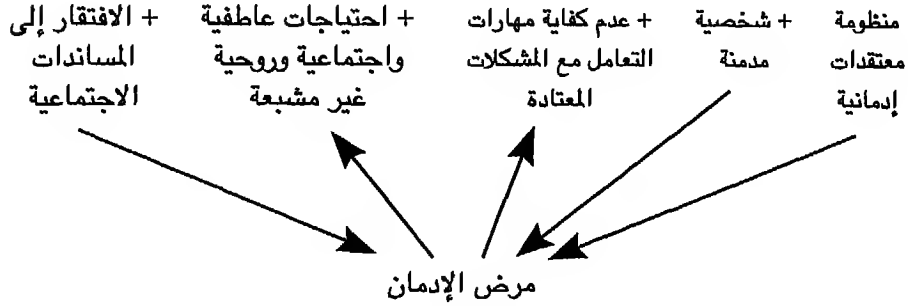 منظومة
معتقدات
إدمانية
+ شخصية
مدمنة
+ عدم كفاية مهارات
التعامل مع المشكلات
المعتادة
+ احتياجات عاطفية
واجتماعية وروحية
غير مشبعة
+ الافتقار إلى
المساندات
الاجتماعية
مرض الإدمان